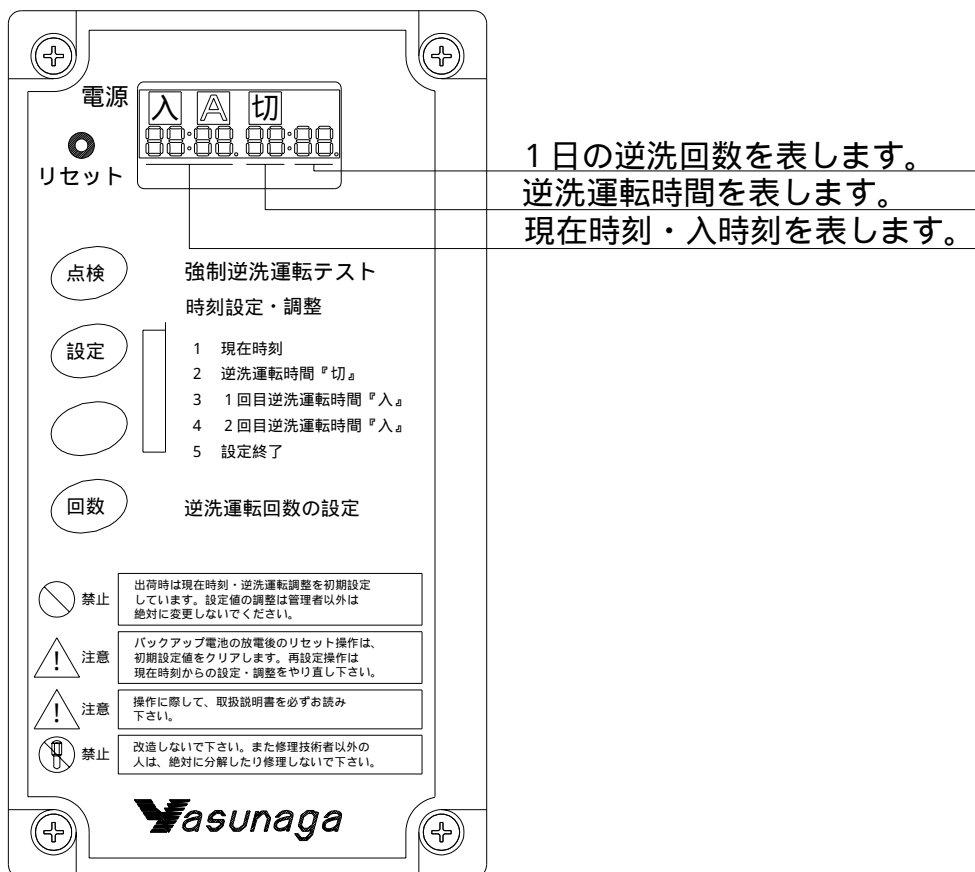 電源
入 A 切
88:88. 88:88.
リセット
1日の逆洗回数を表します。
逆洗運転時間を表します。
現在時刻・入時刻を表します。
点検
強制逆洗運転テスト
時刻設定・調整
設定
1 現在時刻
2 逆洗運転時間『切』
3 1回目逆洗運転時間『入』
4 2回目逆洗運転時間『入』
5 設定終了
回数
逆洗運転回数の設定
禁止
出荷時は現在時刻・逆洗運転調整を初期設定
しています。設定値の調整は管理者以外は
絶対に変更しないでください。
注意
バックアップ電池の放電後のリセット操作は、
初期設定値をクリアします。再設定操作は
現在時刻からの設定・調整をやり直し下さい。
注意
操作に際して、取扱説明書を必ずお読み
下さい。
禁止
改造しないで下さい。また修理技術者以外の
人は、絶対に分解したり修理しないで下さい。
Yasunaga